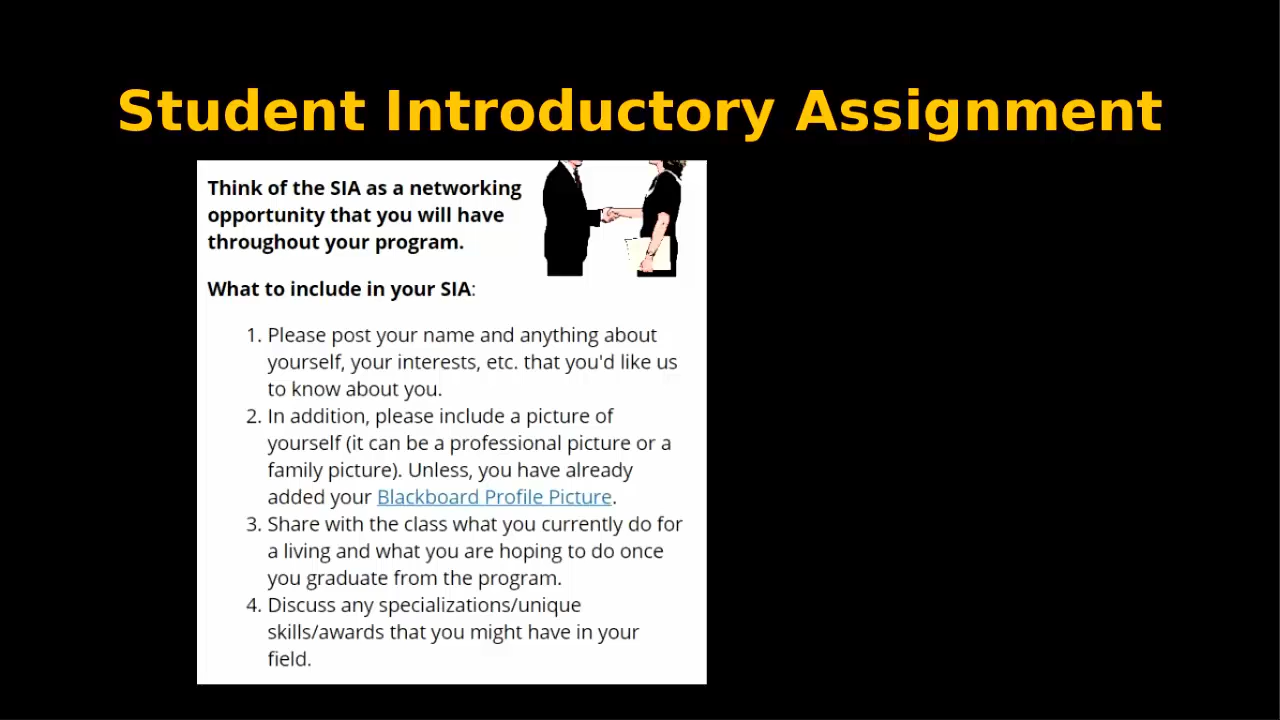 Student Introductory Assignment
Think of the SIA as a networking
opportunity that you will have
throughout your program.
What to include in your SIA:
1. Please post your name and anything about
yourself, your interests, etc. that you'd like us
to know about you.
2. In addition, please include a picture of
yourself (it can be a professional picture or a
family picture). Unless, you have already
added your Blackboard Profile Picture.
3. Share with the class what you currently do for
a living and what you are hoping to do once
you graduate from the program.
4. Discuss any specializations/unique
skills/awards that you might have in your
field.